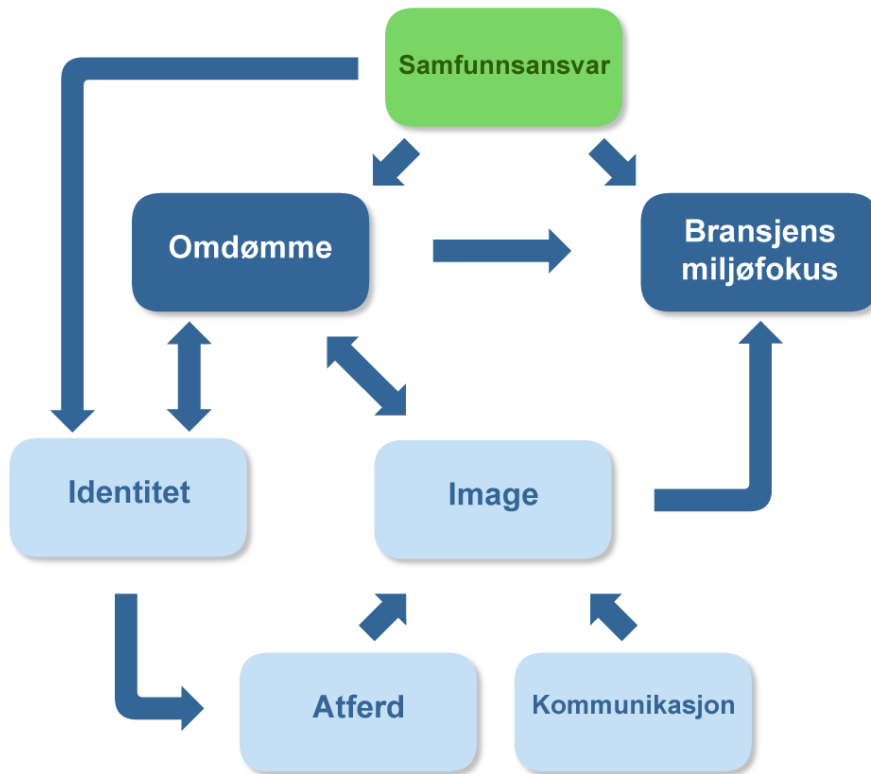 Samfunnsansvar
Omdømme
Bransjens
miljøfokus
Identitet
Image
Atferd
Kommunikasjon